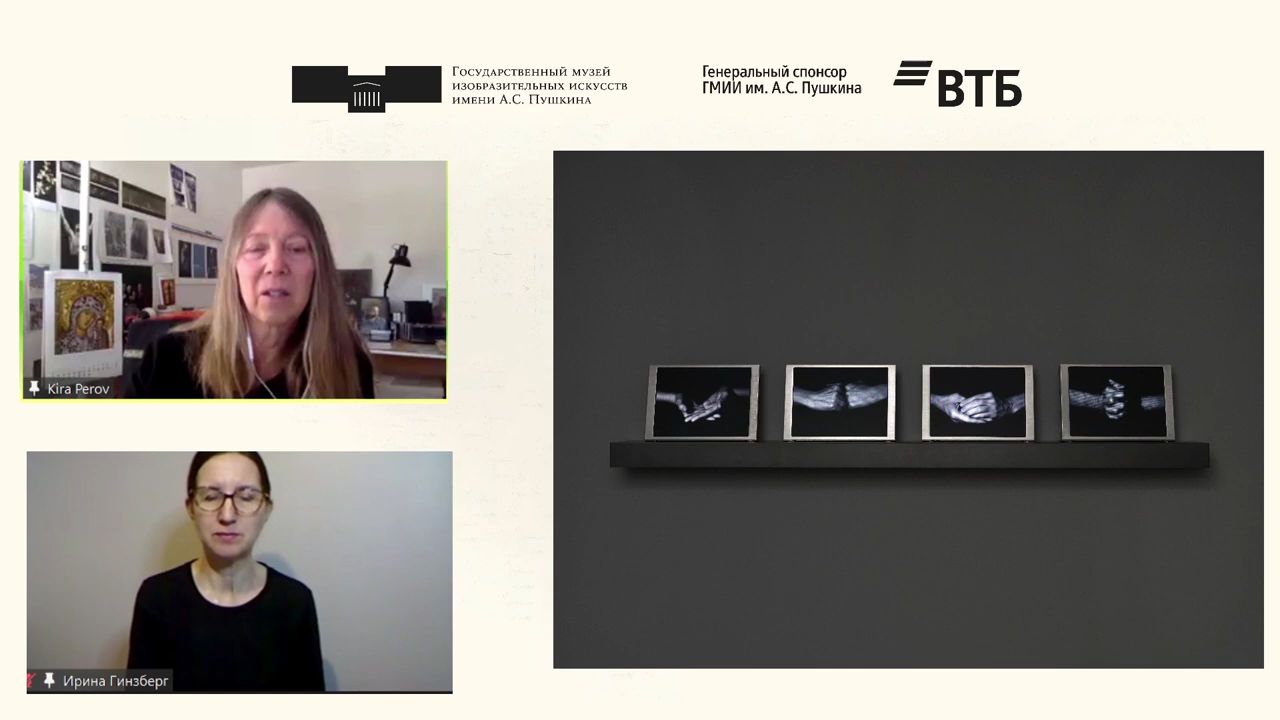 Государственный музей
изобразительных искусств
имени А.С. Пушкина
Генеральный спонсор
ГМИИ им. А.С. Пушкина
ВТБ
Kira Perov
Ирина Гинзберг